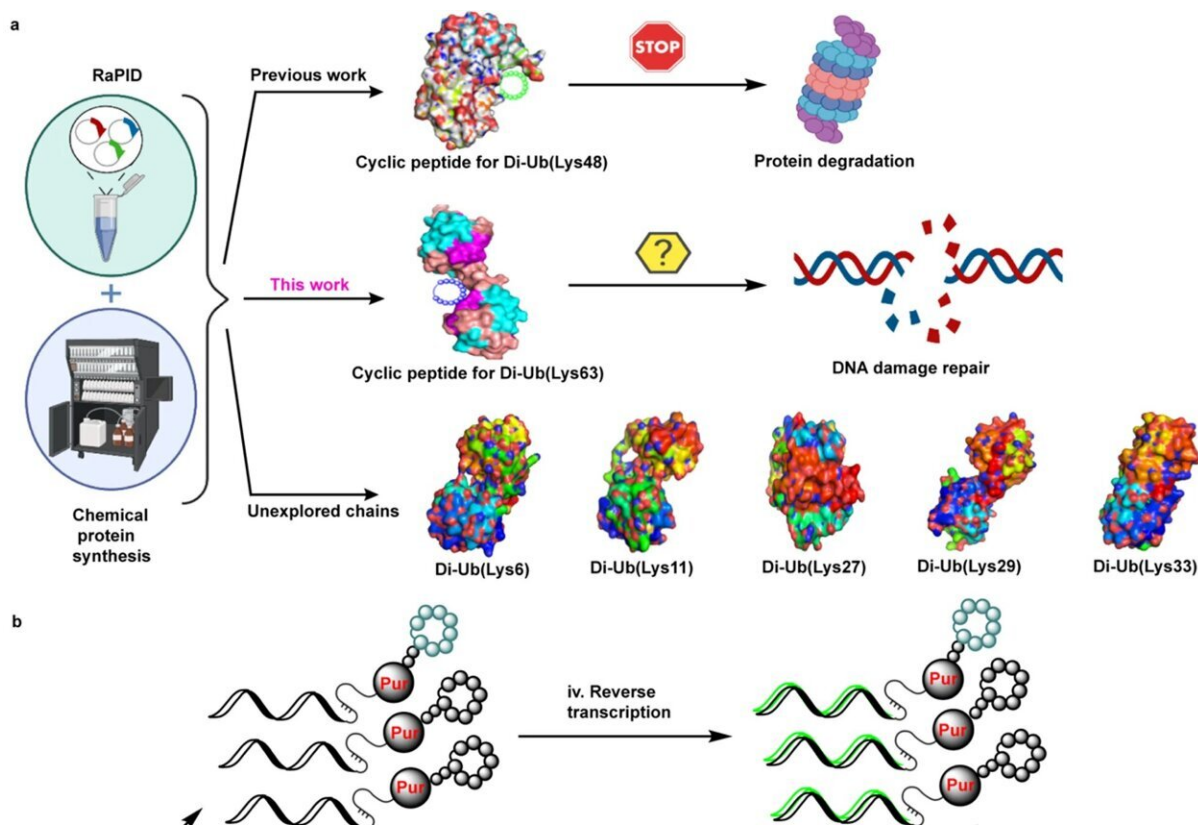 a
RaPID
+
Chemical
protein
synthesis
Previous work
Cyclic peptide for Di-Ub(Lys48)
STOP
Protein degradation
This work
Cyclic peptide for Di-Ub(Lys63)
?
DNA damage repair
Unexplored chains
Di-Ub(Lys6)
Di-Ub(Lys11)
Di-Ub(Lys27)
Di-Ub(Lys29)
Di-Ub(Lys33)
b
Pur
Pur
Pur
iv. Reverse
transcription
Pur
Pur
Pur